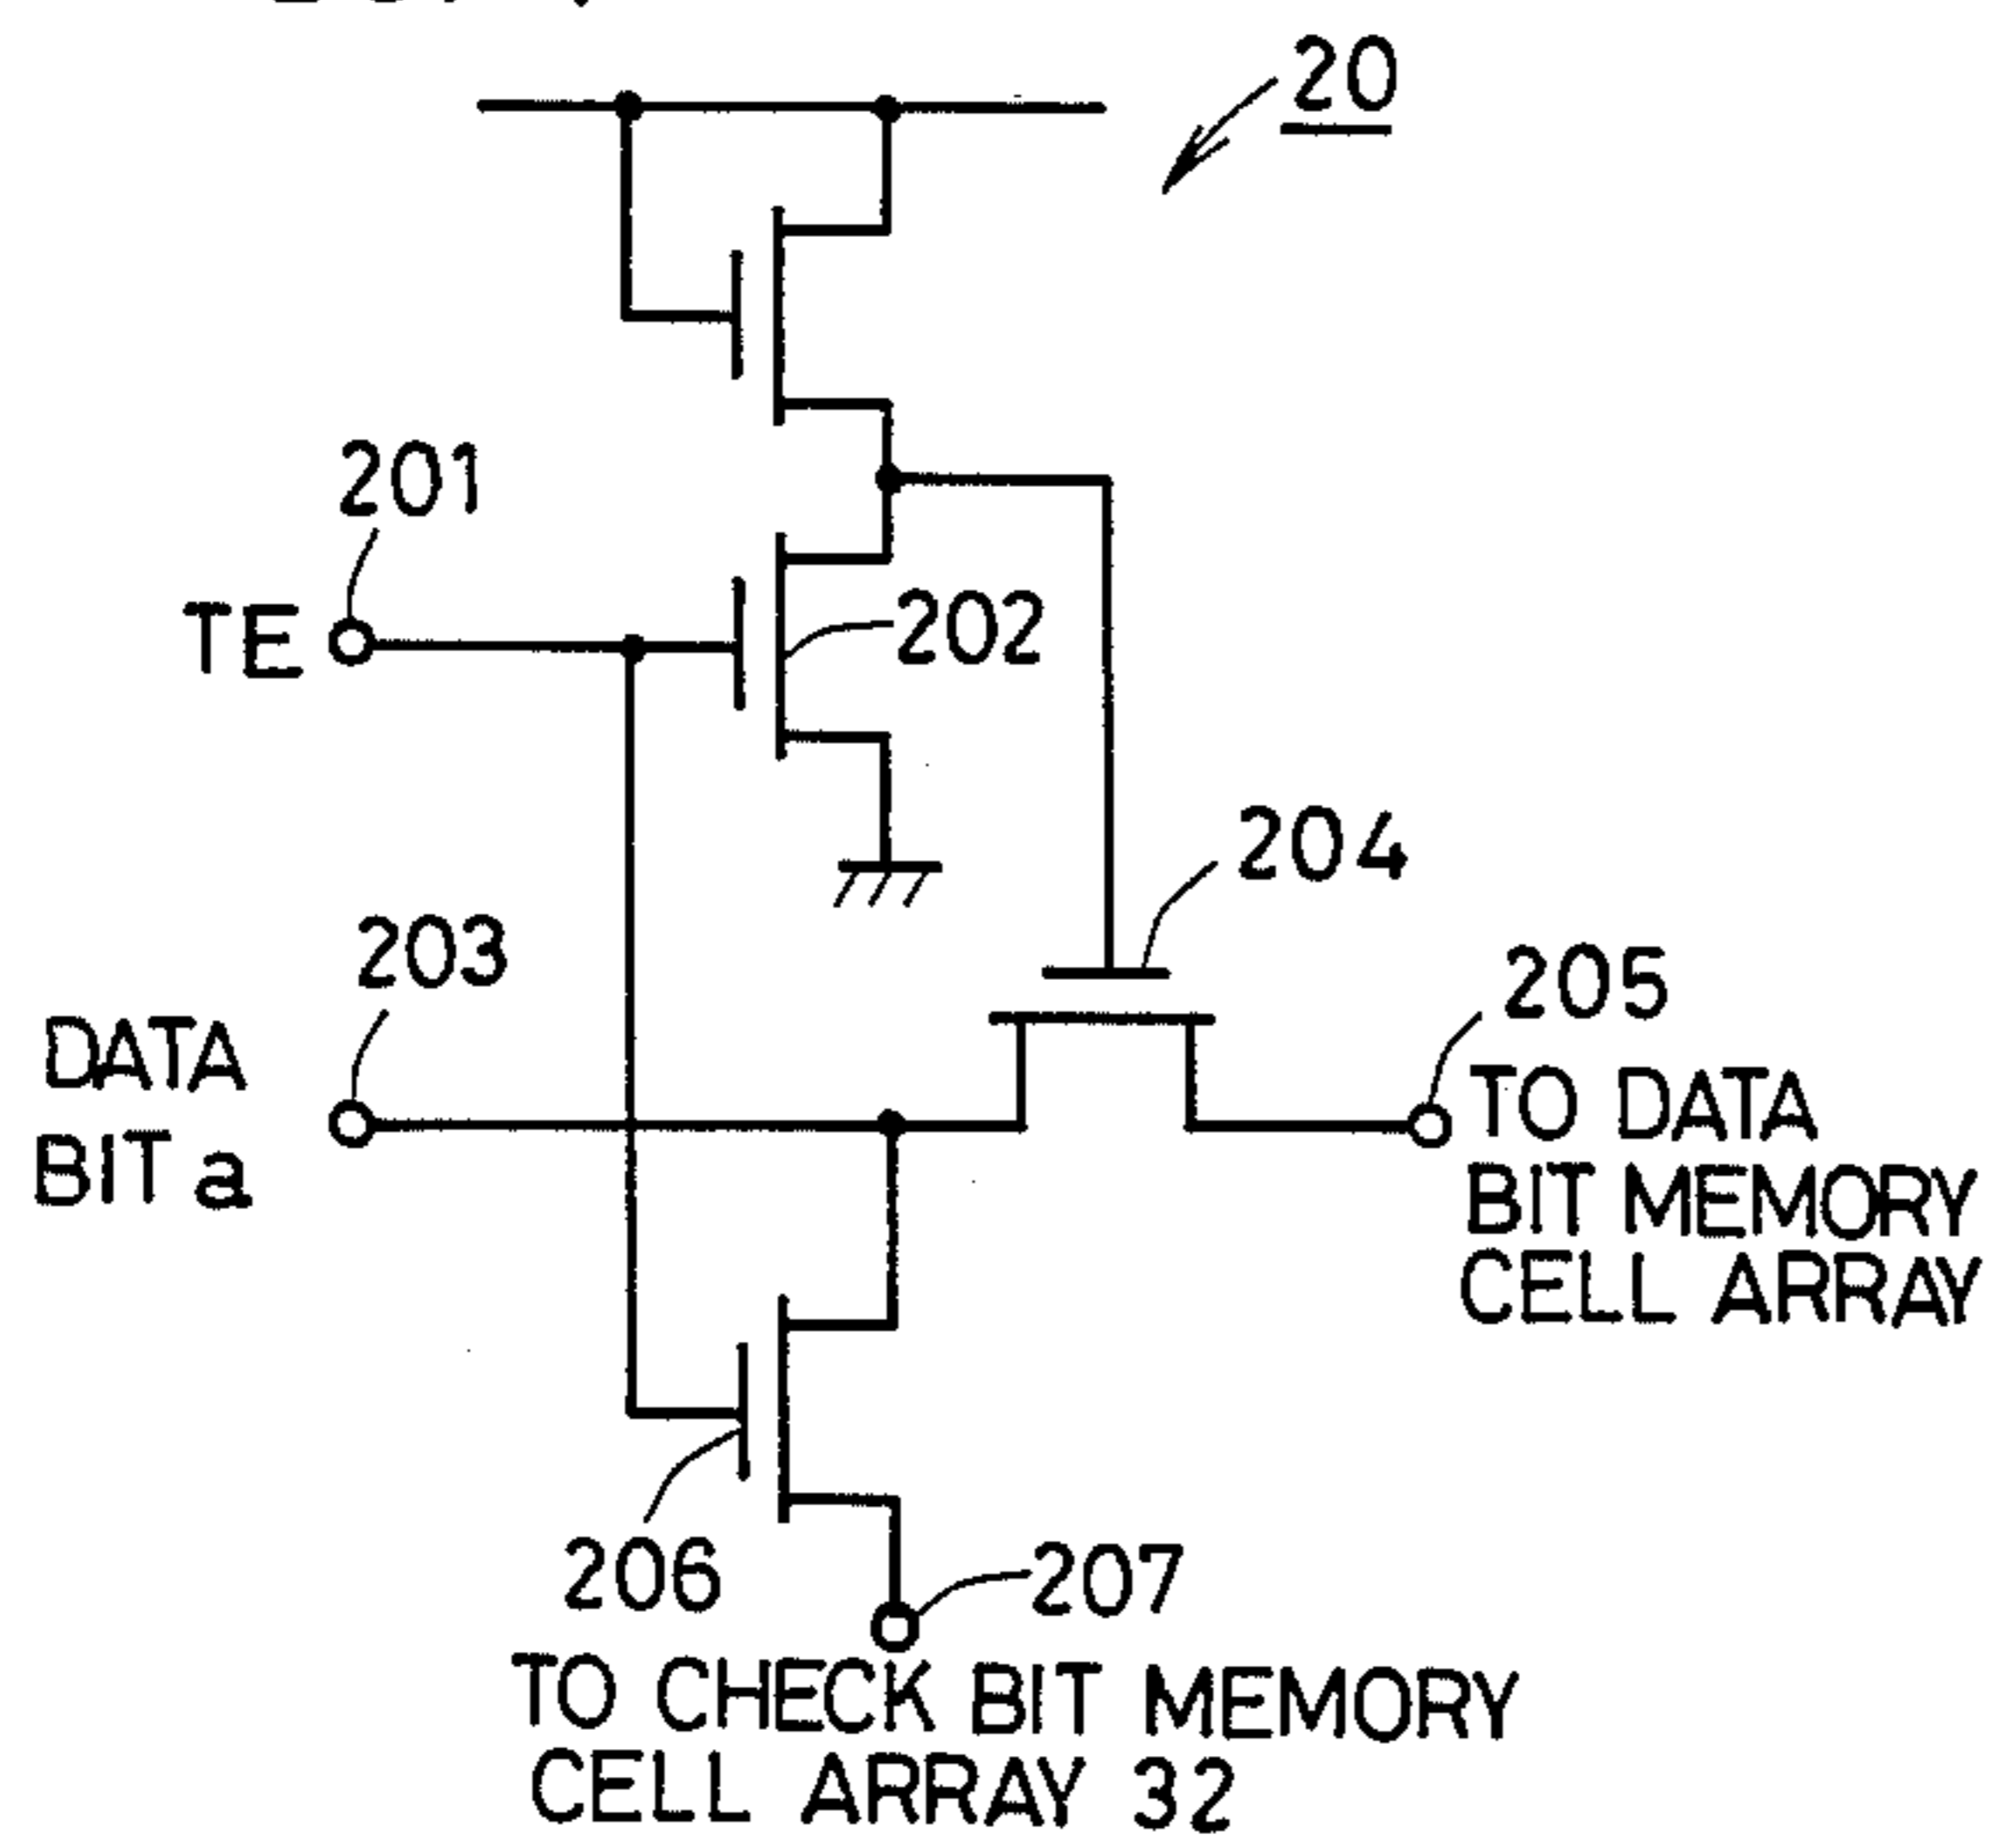 20
201
TE
202
204
203
205
DATA
BIT a
TO DATA
BIT MEMORY
CELL ARRAY
206
207
TO CHECK BIT MEMORY
CELL ARRAY 32